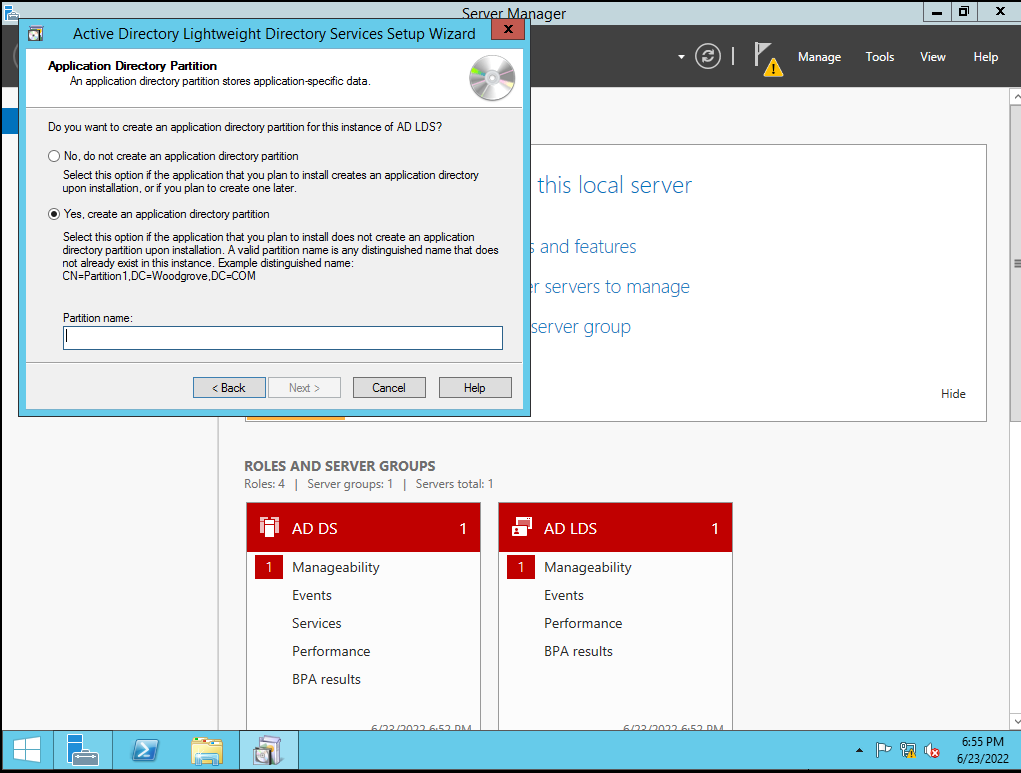 Server Manager
Active Directory Lightweight Directory Services Setup Wizard
Manage Tools View Help
Application Directory Partition
An application directory partition stores application-specific data.
Do you want to create an application directory partition for this instance of AD LDS?
No, do not create an application directory partition
Select this option if the application that you plan to install creates an application directory
upon installation, or if you plan to create one later.
Yes, create an application directory partition
Select this option if the application that you plan to install does not create an application
directory partition upon installation. A valid partition name is any distinguished name that does
not already exist in this instance. Example distinguished name:
CN=Partition1,DC=Woodgrove,DC=COM
Partition name:
< Back Next > Cancel Help
this local server
s and features
er servers to manage
server group
Hide
ROLES AND SERVER GROUPS
Roles: 4 | Server groups: 1 | Servers total: 1
AD DS 1
1 Manageability
Events
Services
Performance
BPA results
6/23/2022 6:52 PM
AD LDS 1
1 Manageability
Events
Performance
BPA results
6/23/2022 6:52 PM
6:55 PM
6/23/2022